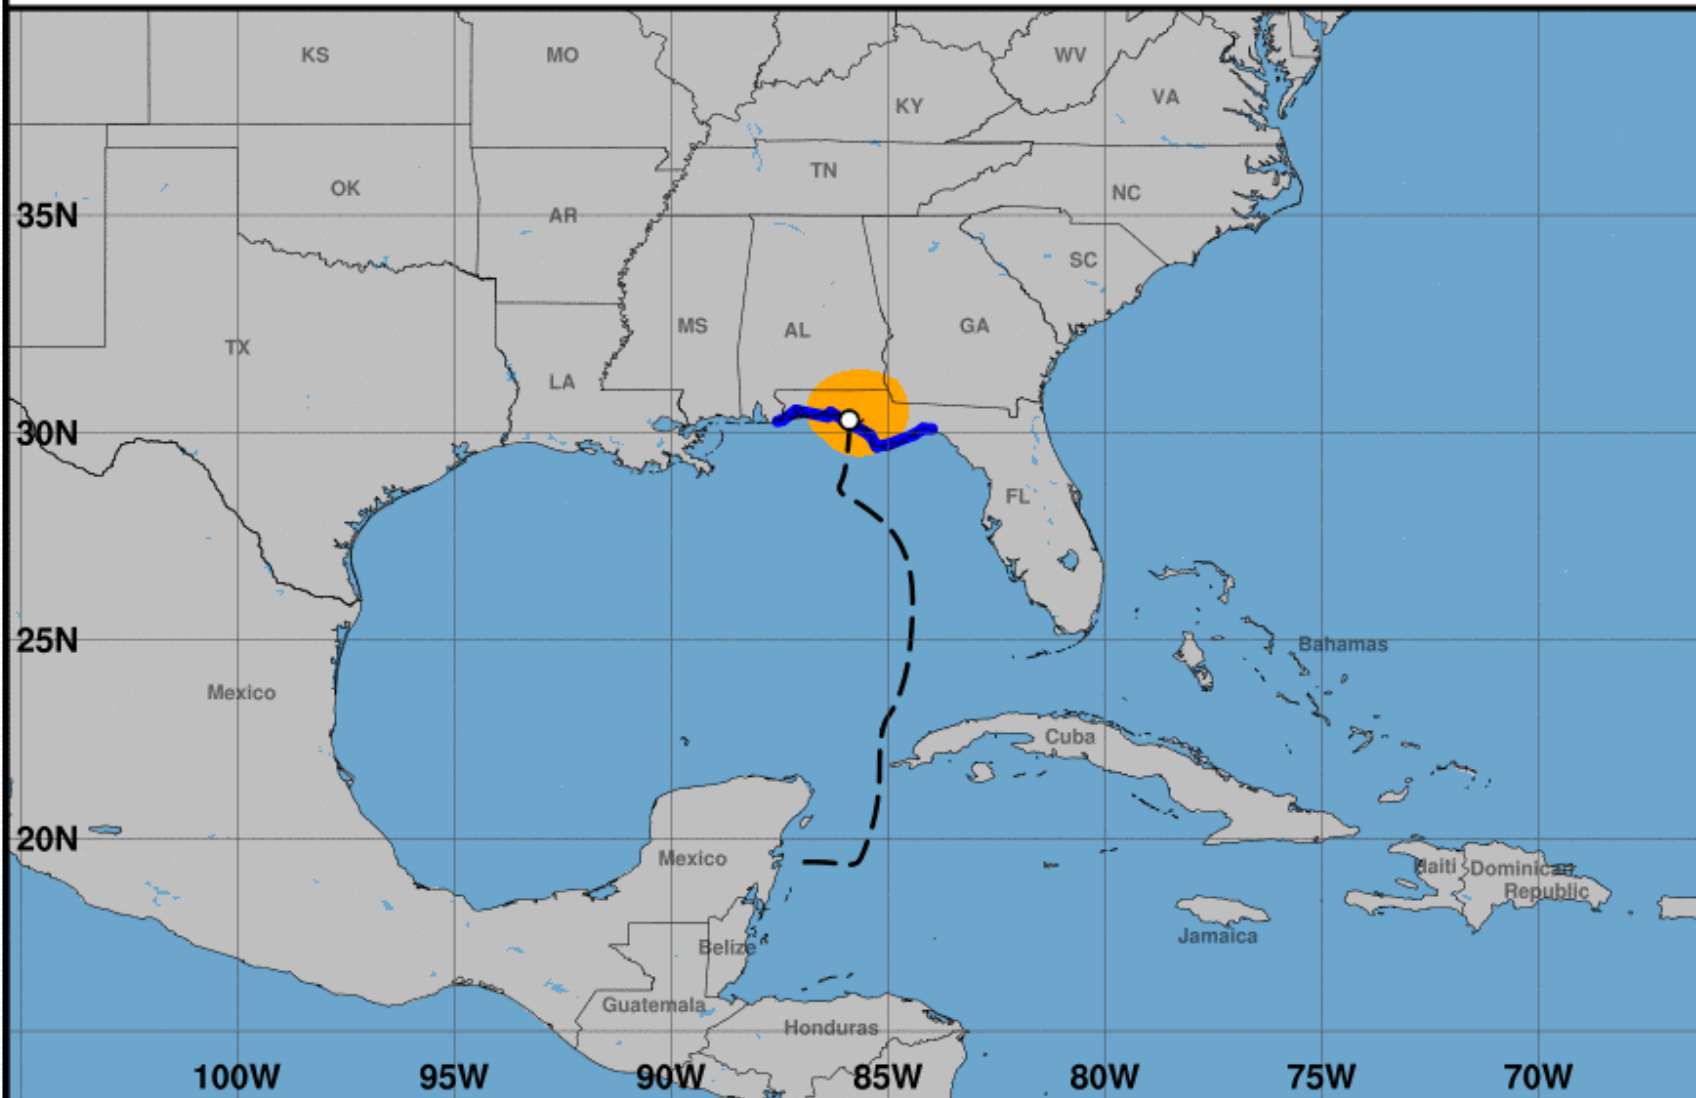 KS
MO
WV
VA
KY
TN
OK
NC
AR
35N
SC
MS
AL
GA
TX
LA
30N
FL
25N
Bahamas
Mexico
Cuba
20N
Mexico
Haiti
Dominican
Republic
Jamaica
Belize
Guatemala
Honduras
100W
95W
90W
85W
80W
75W
70W